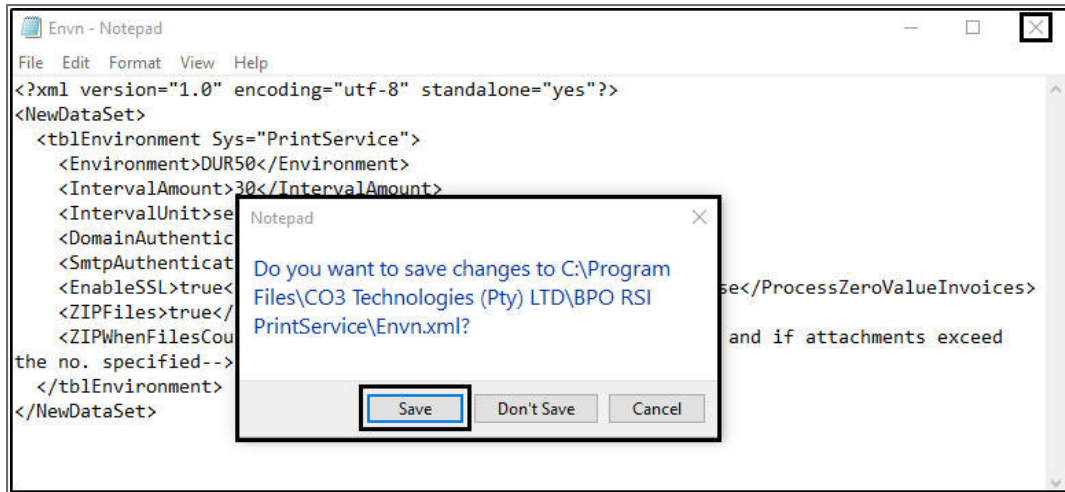 Envn - Notepad
File Edit Format View Help
<?xml version="1.0" encoding="utf-8" standalone="yes"?>
<NewDataSet>
<tblEnvironment Sys="PrintService">
<Environment>DUR50</Environment>
<IntervalAmount>30</IntervalAmount>
<IntervalUnit>se
<DomainAuthentic
<SmtpAuthenticat
<EnableSSL>true< se</ProcessZeroValueInvoices>
<ZIPFiles>true</
<ZIPWhenFilesCou and if attachments exceed
the no. specified-->
</tblEnvironment>
</NewDataSet>
Notepad
Do you want to save changes to C:\Program
Files\CO3 Technologies (Pty) LTD\BPO RSI
PrintService\Envn.xml?
Save Don't Save Cancel